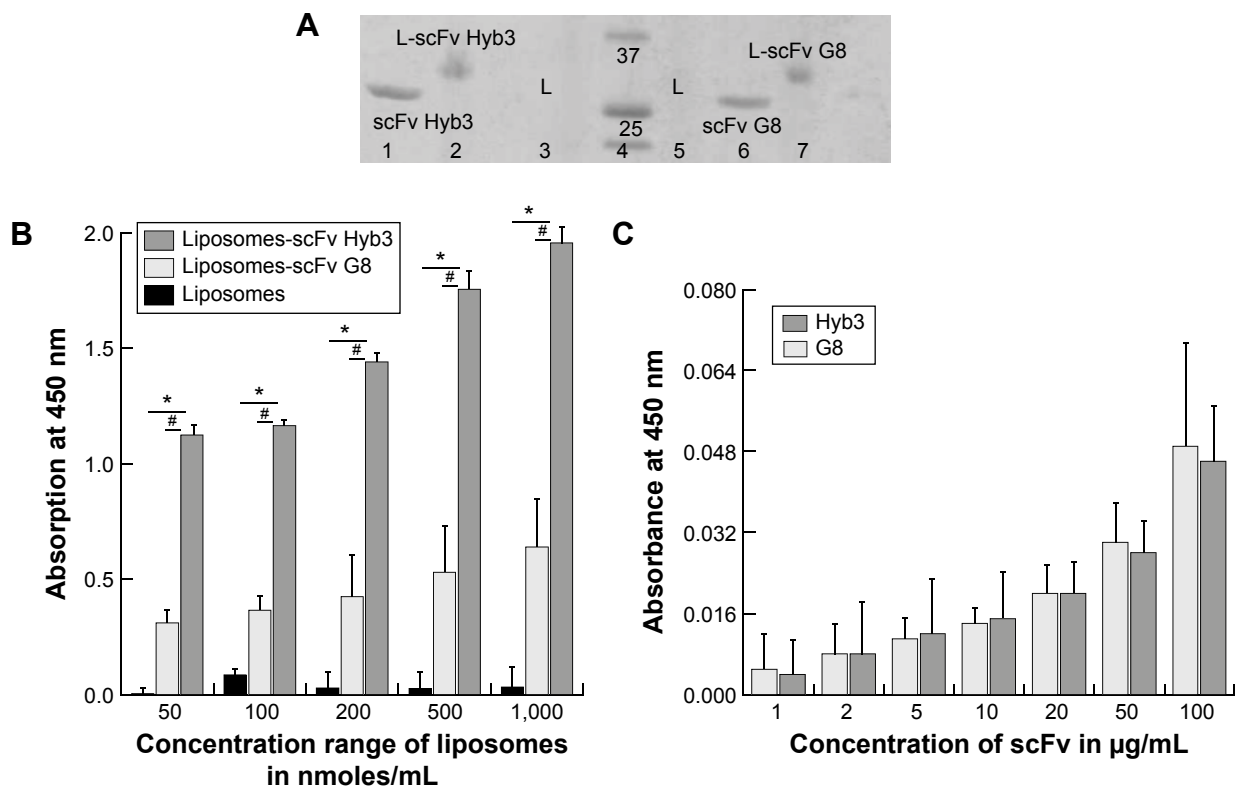 A
L-scFv Hyb3
37
L-scFv G8
L
L
scFv Hyb3
25
scFv G8
1 2 3 4 5 6 7
B
Liposomes-scFv Hyb3
Liposomes-scFv G8
Liposomes
* # * # * # * # * #
Absorption at 450 nm
2.0
1.5
1.0
0.5
0.0
50 100 200 500 1,000
Concentration range of liposomes
in nmoles/mL
C
Hyb3
G8
Absorbance at 450 nm
0.080
0.064
0.048
0.032
0.016
0.000
1 2 5 10 20 50 100
Concentration of scFv in µg/mL